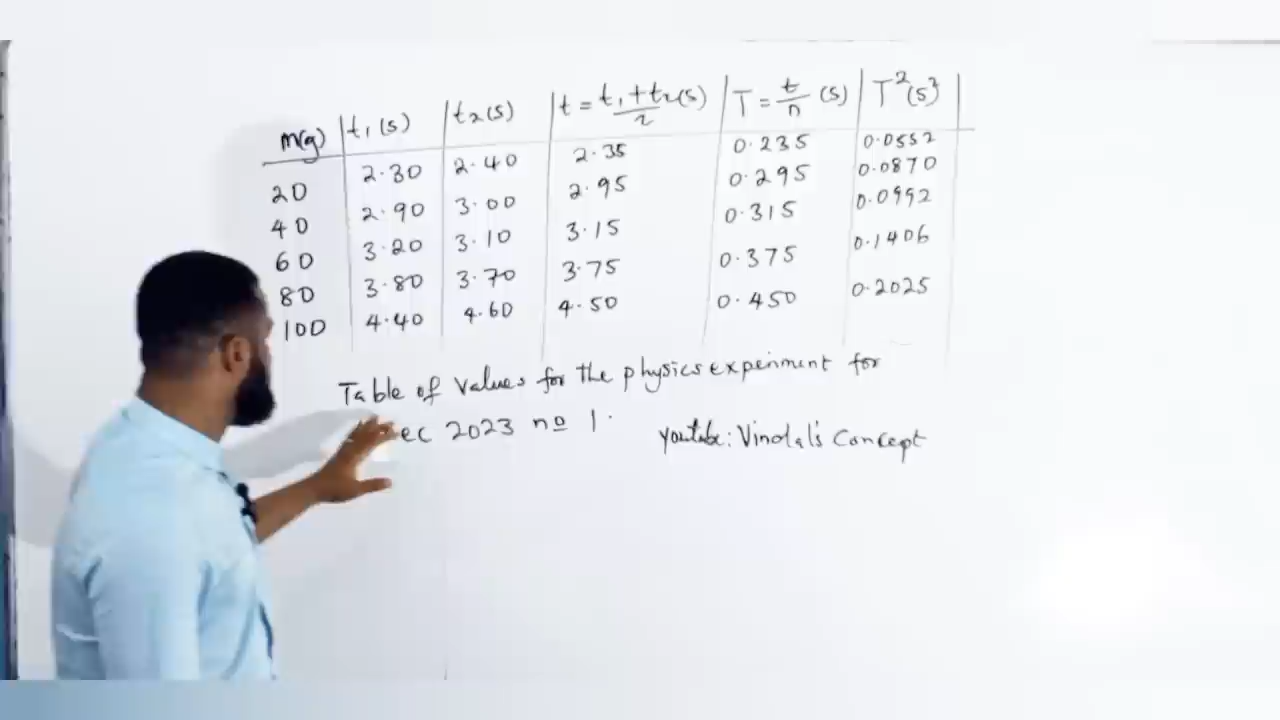 m(g) t₁(s) t₂(s) t = t₁ + t₂(s)/2 T = t/n (s) T²(s²)
20 2.30 2.40 2.35 0.235 0.0552
40 2.90 3.00 2.95 0.295 0.0870
60 3.20 3.10 3.15 0.315 0.0992
80 3.80 3.70 3.75 0.375 0.1406
100 4.40 4.60 4.50 0.450 0.2025
Table of values for the physics experiment for
2023 no 1.
youtube: Vinodal's Concept